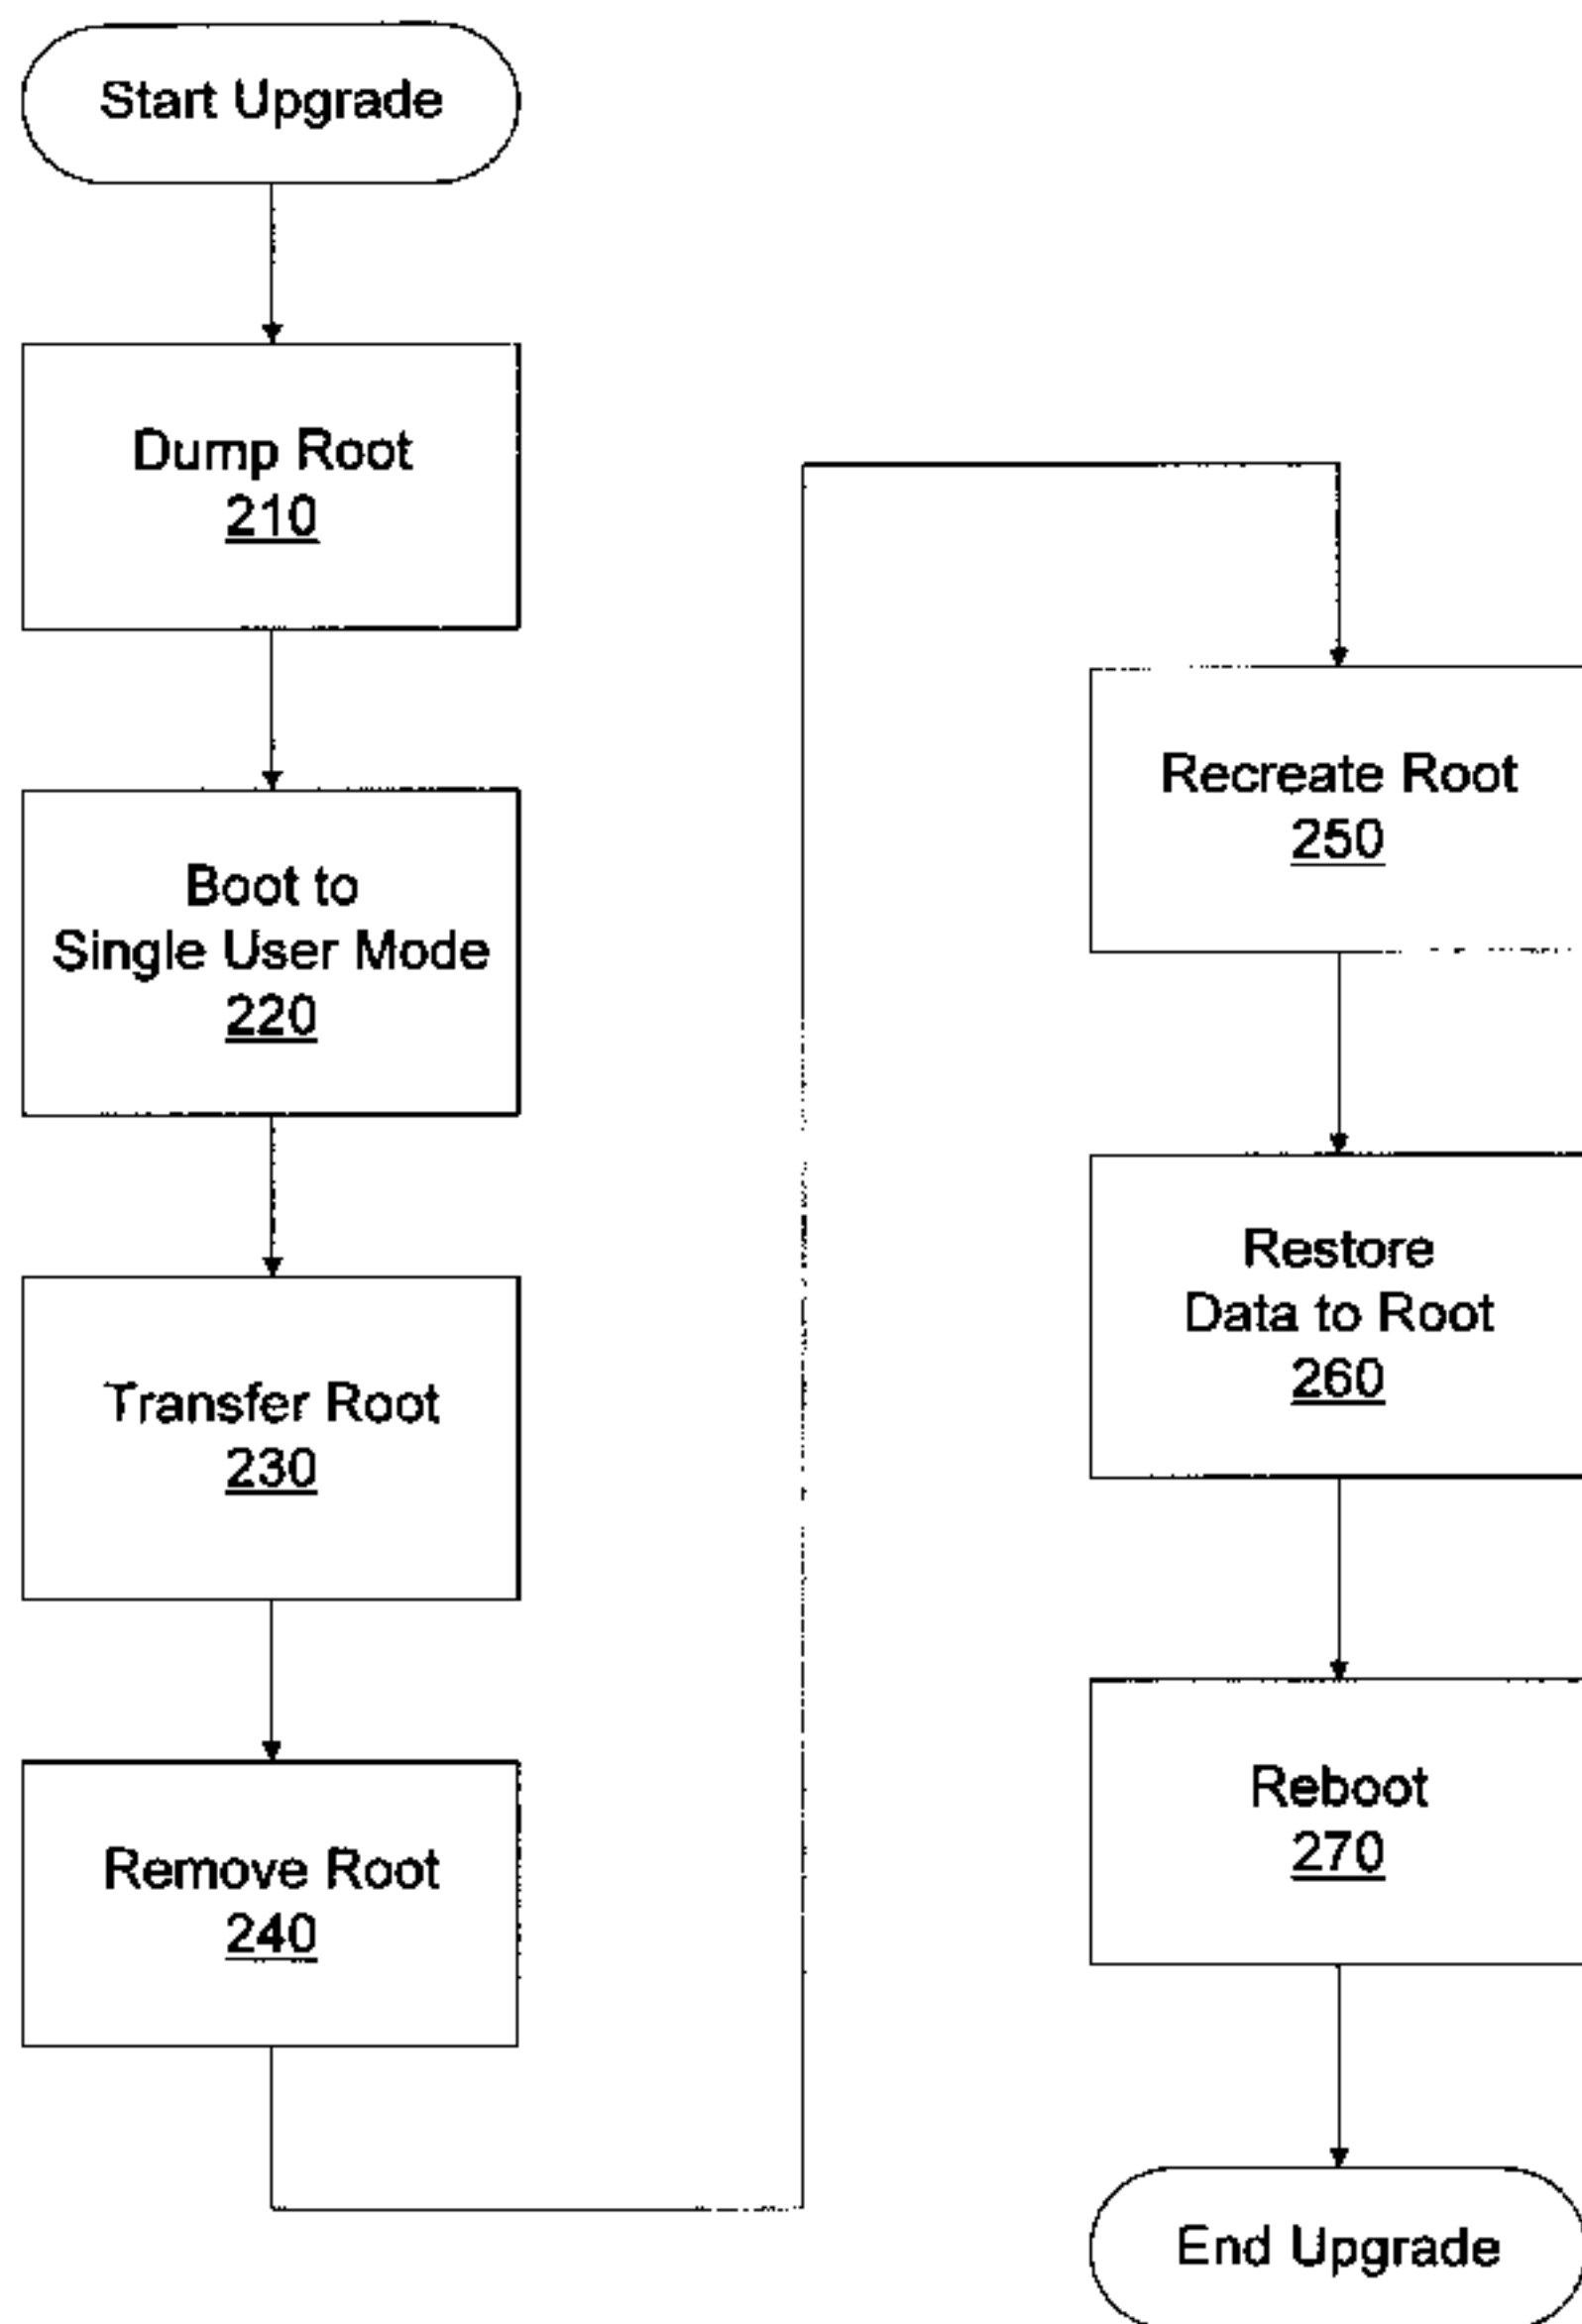 Start Upgrade
Dump Root
210
Boot to
Single User Mode
220
Transfer Root
230
Remove Root
240
Recreate Root
250
Restore
Data to Root
260
Reboot
270
End Upgrade